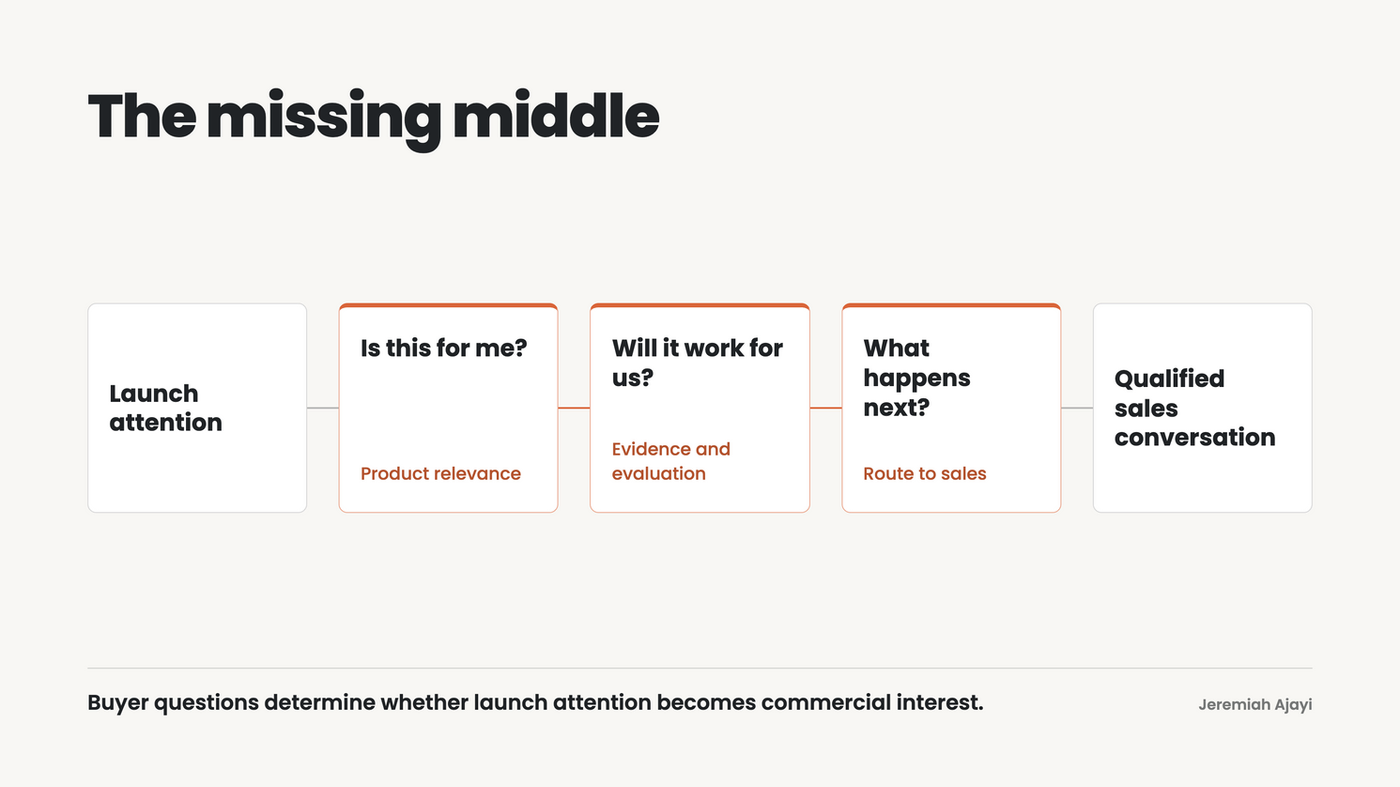 The missing middle
Launch
attention
Is this for me?
Product relevance
Will it work for
us?
Evidence and
evaluation
What
happens
next?
Route to sales
Qualified
sales
conversation
Buyer questions determine whether launch attention becomes commercial interest.
Jeremiah Ajayi